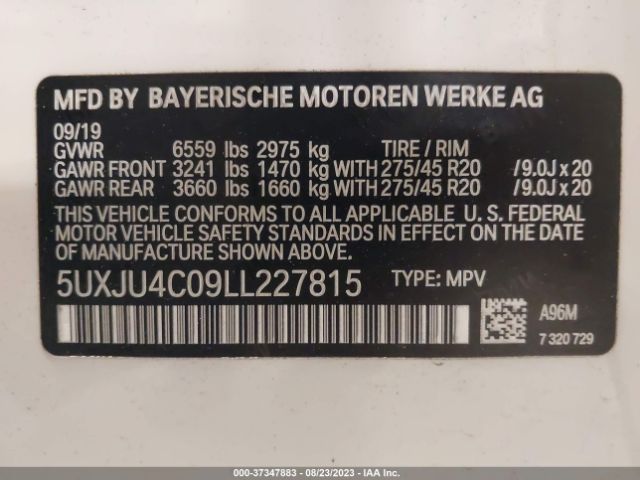 MFD BY BAYERISCHE MOTOREN WERKE AG
09/19
GVWR 6559 lbs 2975 kg TIRE / RIM
GAWR FRONT 3241 lbs 1470 kg WITH 275/45 R20 /9.0J x 20
GAWR REAR 3660 lbs 1660 kg WITH 275/45 R20 /9.0J x 20
THIS VEHICLE CONFORMS TO ALL APPLICABLE U. S. FEDERAL
MOTOR VEHICLE SAFETY STANDARDS IN EFFECT ON THE DATE
OF MANUFACTURE SHOWN ABOVE.
5UXJU4C09LL227815 TYPE: MPV
A96M
7 320 729
000-37347883 - 08/23/2023 - IAA Inc.